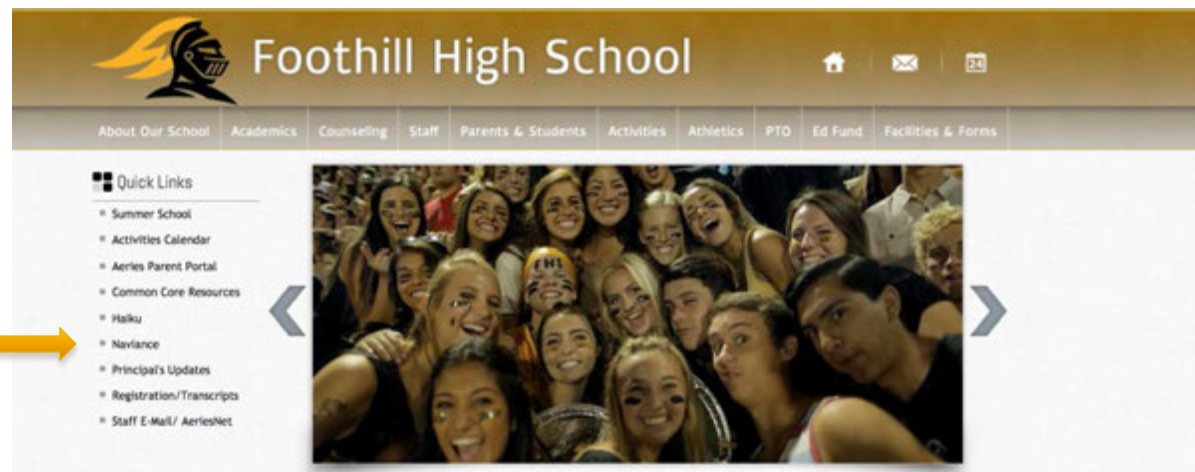 Foothill High School
24
About Our School Academics Counseling Staff Parents & Students Activities Athletics PTO Ed Fund Facilities & Forms
Quick Links
Summer School
Activities Calendar
Aeries Parent Portal
Common Core Resources
Haiku
Naviance
Principal's Updates
Registration/Transcripts
Staff E-Mail/ AeriesNet
FHS